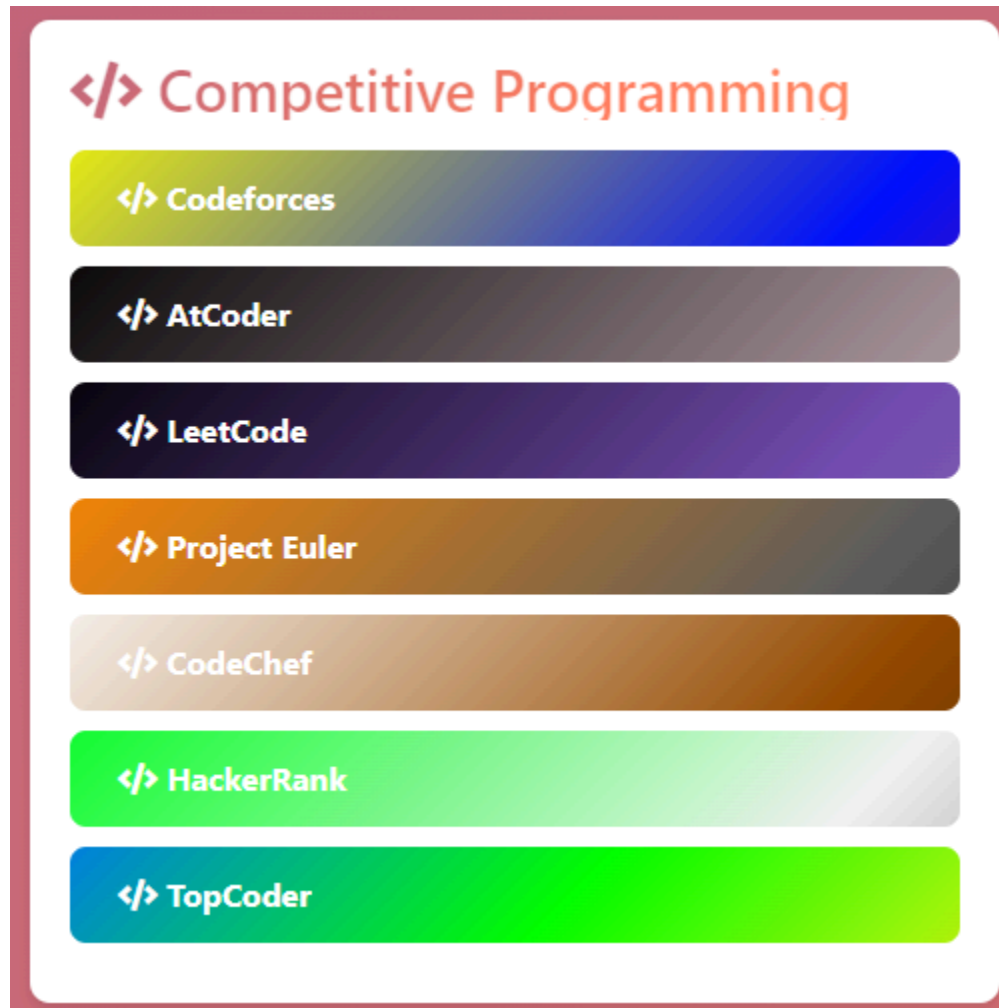 </> Competitive Programming
</> Codeforces
</> AtCoder
</> LeetCode
</> Project Euler
</> CodeChef
</> HackerRank
</> TopCoder